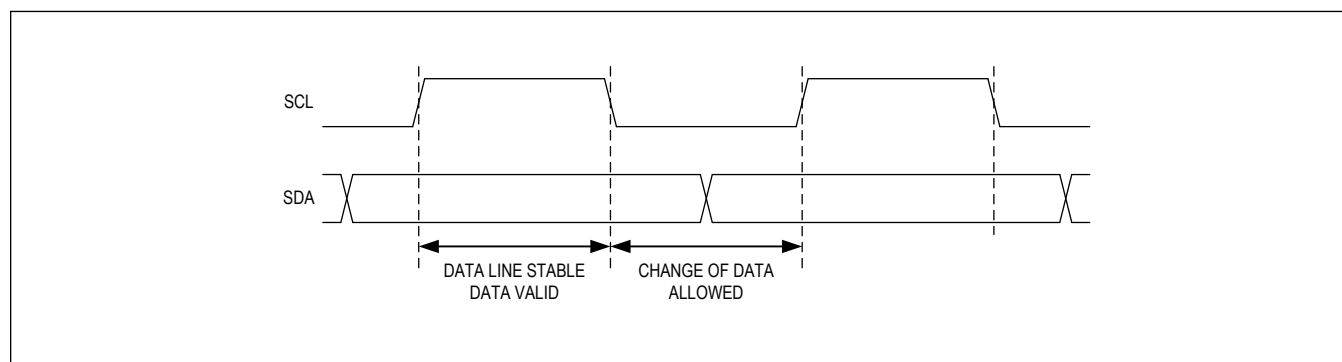 SCL
SDA
DATA LINE STABLE
DATA VALID
CHANGE OF DATA
ALLOWED